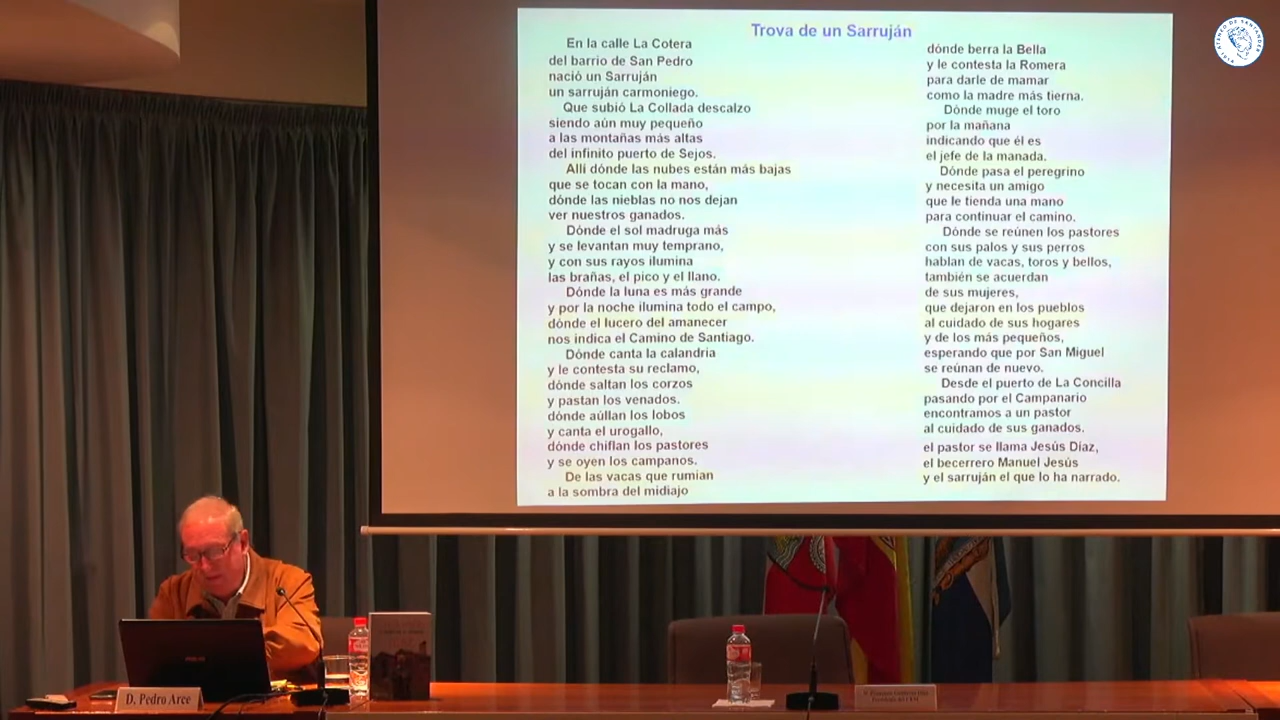 Trova de un Sarruján
En la calle La Cotera
del barrio de San Pedro
nació un Sarruján
un sarruján carmoniego.
Que subió La Collada descalzo
siendo aún muy pequeño
a las montañas más altas
del infinito puerto de Sejos.
Allí dónde las nubes están más bajas
que se tocan con la mano,
dónde las nieblas no nos dejan
ver nuestros ganados.
Dónde el sol madruga más
y se levantan muy temprano,
y con sus rayos ilumina
las brañas, el pico y el llano.
Dónde la luna es más grande
y por la noche ilumina todo el campo,
dónde el lucero del amanecer
nos indica el Camino de Santiago.
Dónde canta la calandria
y le contesta su reclamo,
dónde saltan los corzos
y pastan los venados.
dónde aúllan los lobos
y canta el urogallo,
dónde chiflan los pastores
y se oyen los campanos.
De las vacas que rumian
a la sombra del midiajo
dónde berra la Bella
y le contesta la Romera
para darle de mamar
como la madre más tierna.
Dónde muge el toro
por la mañana
indicando que él es
el jefe de la manada.
Dónde pasa el peregrino
y necesita un amigo
que le tienda una mano
para continuar el camino.
Dónde se reúnen los pastores
con sus palos y sus perros
hablan de vacas, toros y bellos,
también se acuerdan
de sus mujeres,
que dejaron en los pueblos
al cuidado de sus hogares
y de los más pequeños,
esperando que por San Miguel
se reúnan de nuevo.
Desde el puerto de La Concilla
pasando por el Campanario
encontramos a un pastor
al cuidado de sus ganados.
el pastor se llama Jesús Díaz,
el becerrero Manuel Jesús
y el sarruján el que lo ha narrado.
ATENEO DE SANTANDER
1914
D. Pedro Arce